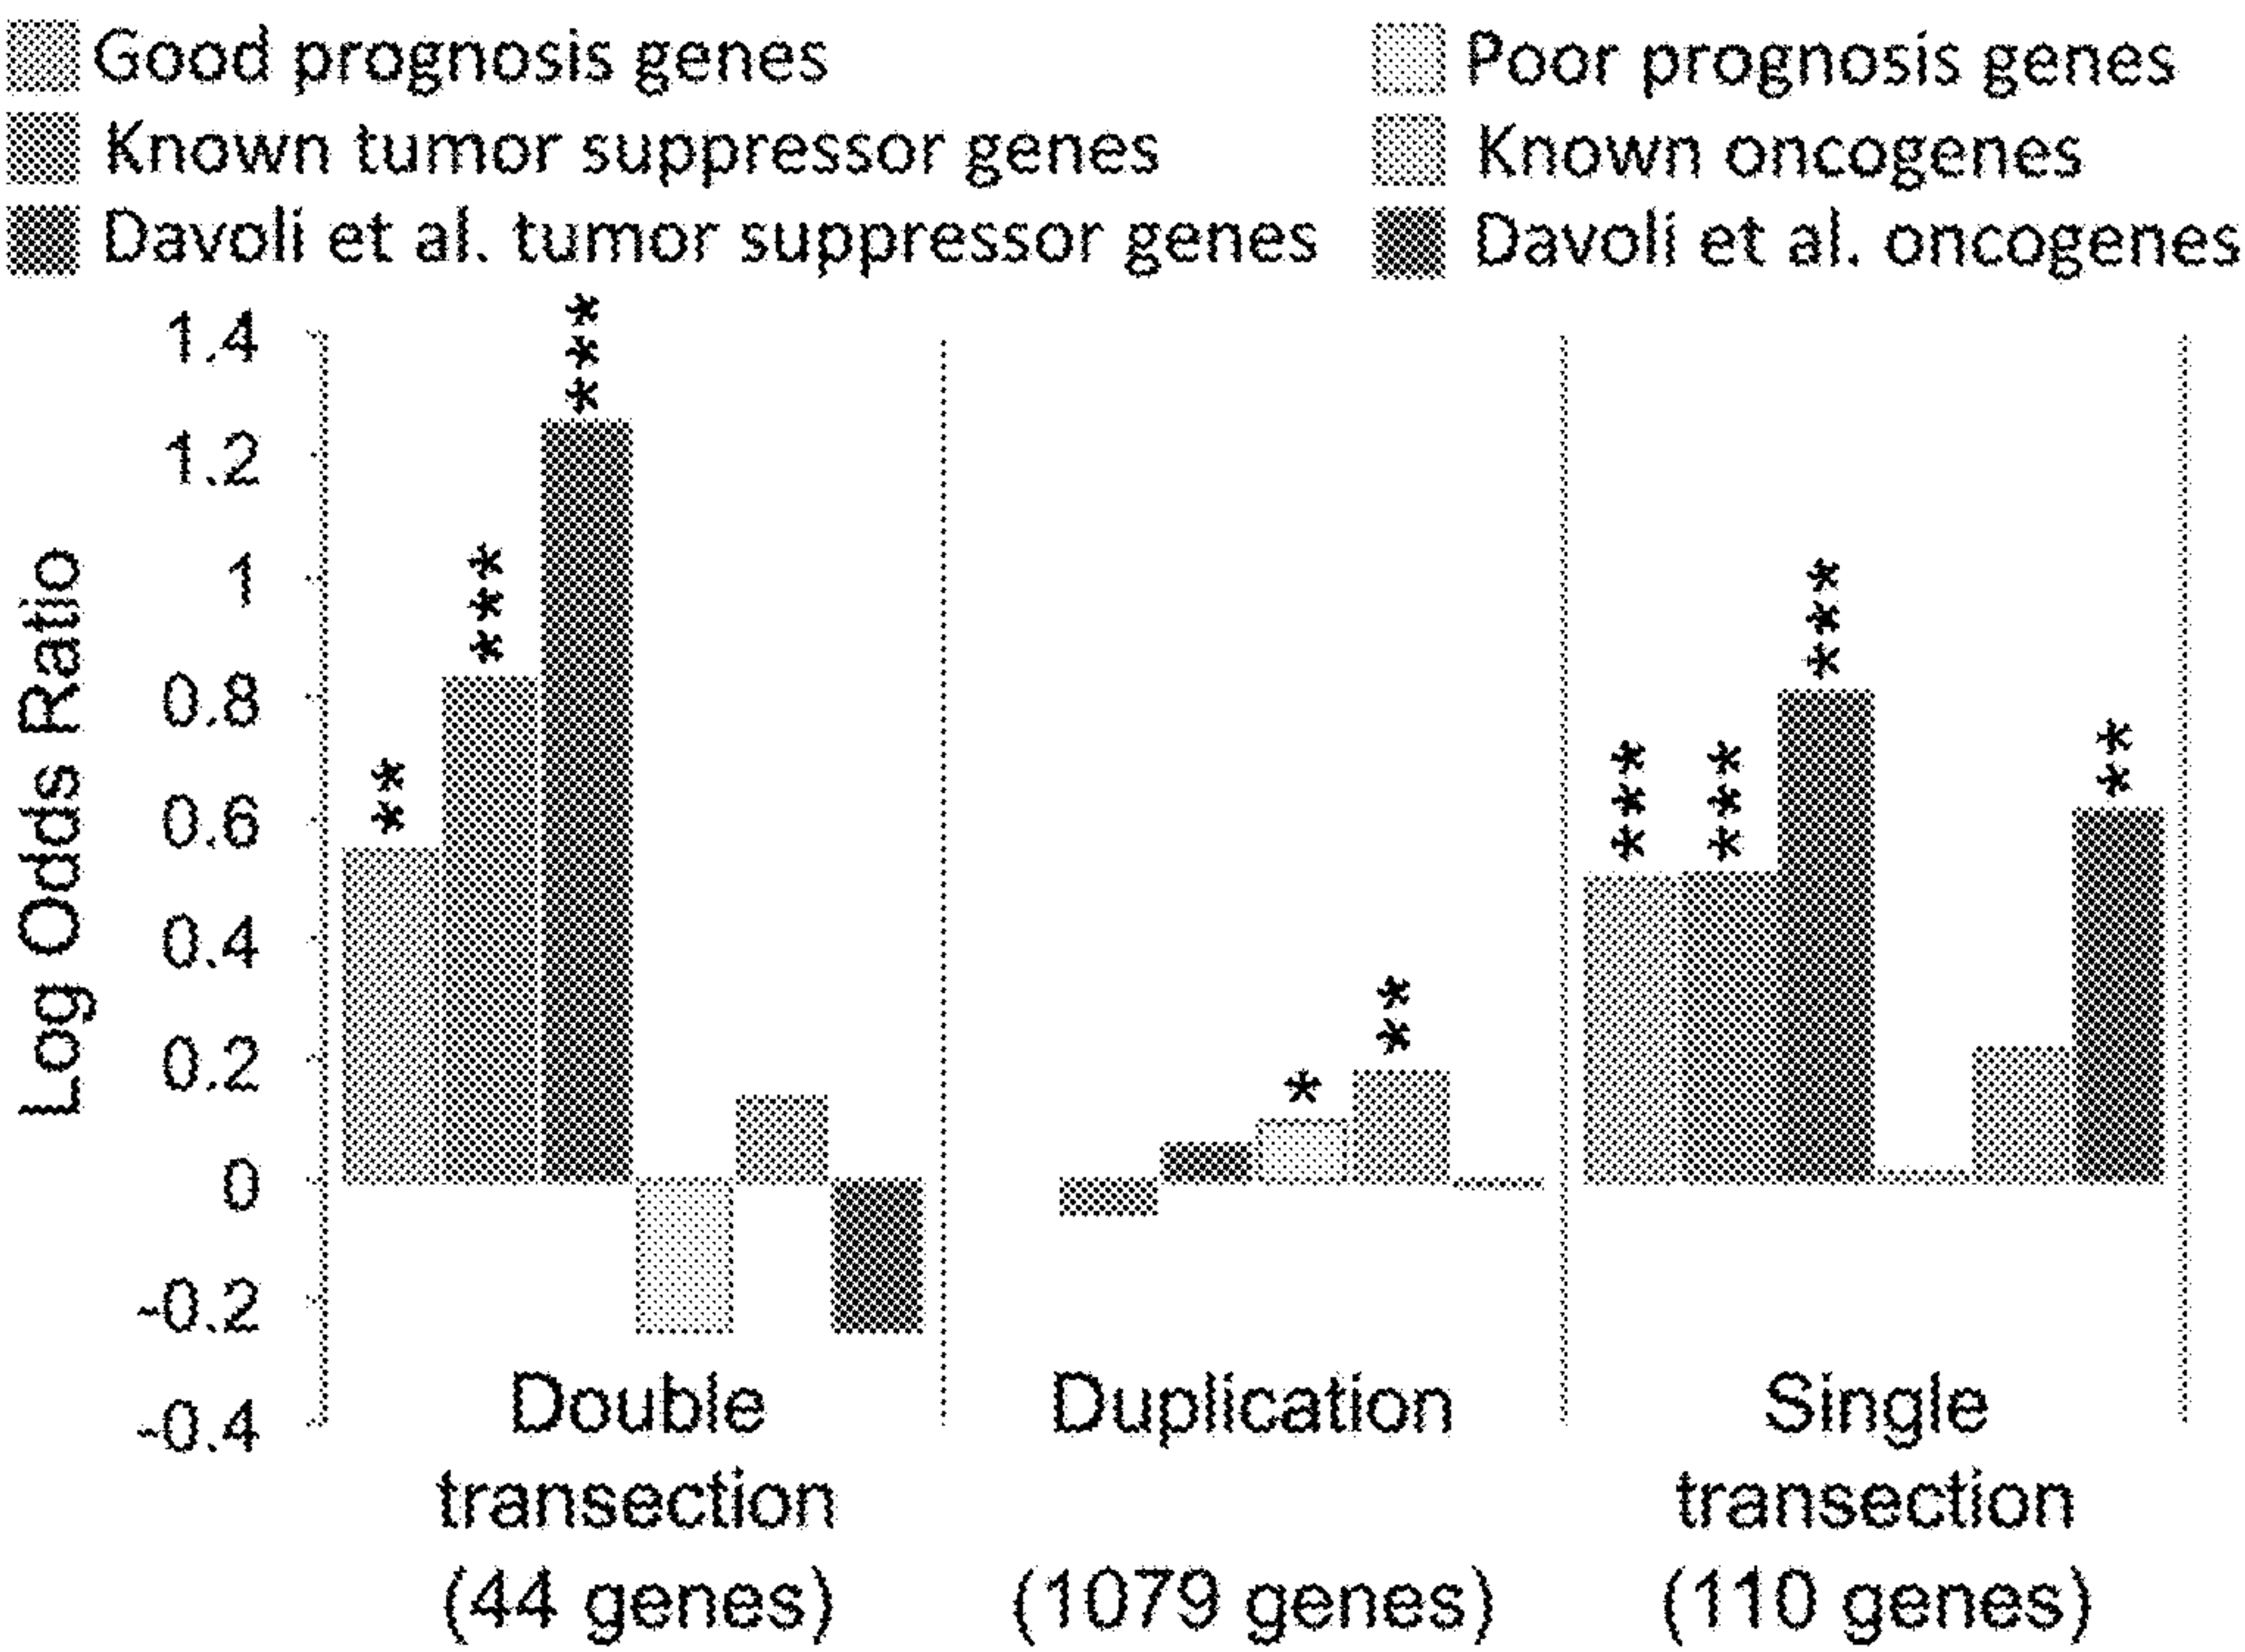 Good prognosis genes
Poor prognosis genes
Known tumor suppressor genes
Known oncogenes
Davoli et al. tumor suppressor genes
Davoli et al. oncogenes
Log Odds Ratio
1.4
1.2
1
0.8
0.6
0.4
0.2
0
-0.2
-0.4
**
***
***
*
**
***
***
***
**
Double
transection
(44 genes)
Duplication
(1079 genes)
Single
transection
(110 genes)